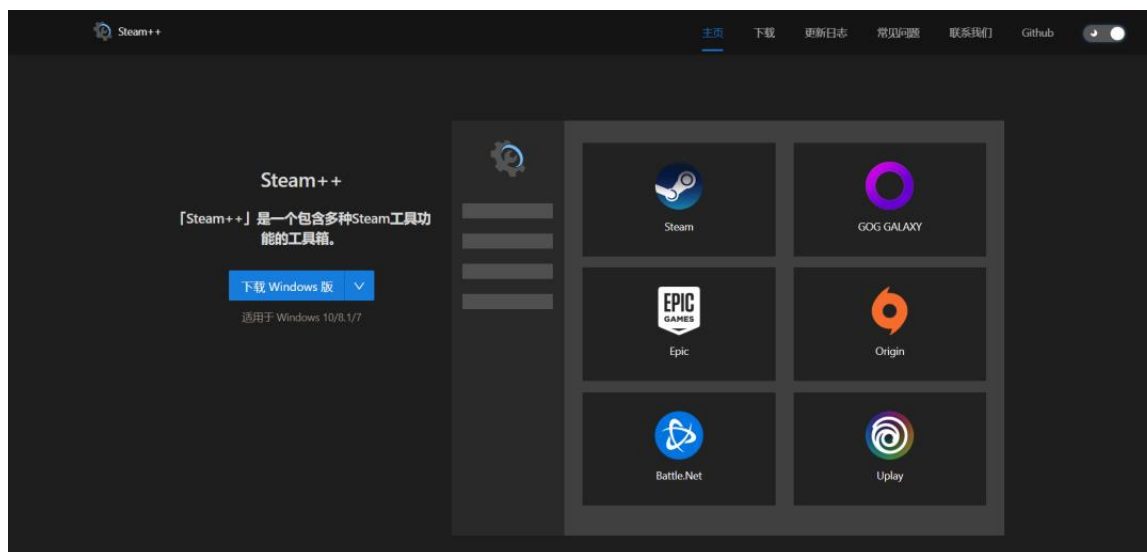 Steam++
主页 下载 更新日志 常见问题 联系我们 Github
Steam++
「Steam++」是一个包含多种Steam工具功
能的工具箱。
下载 Windows 版
适用于 Windows 10/8.1/7
Steam
GOG GALAXY
EPIC
GAMES
Epic
Origin
Battle.Net
Uplay